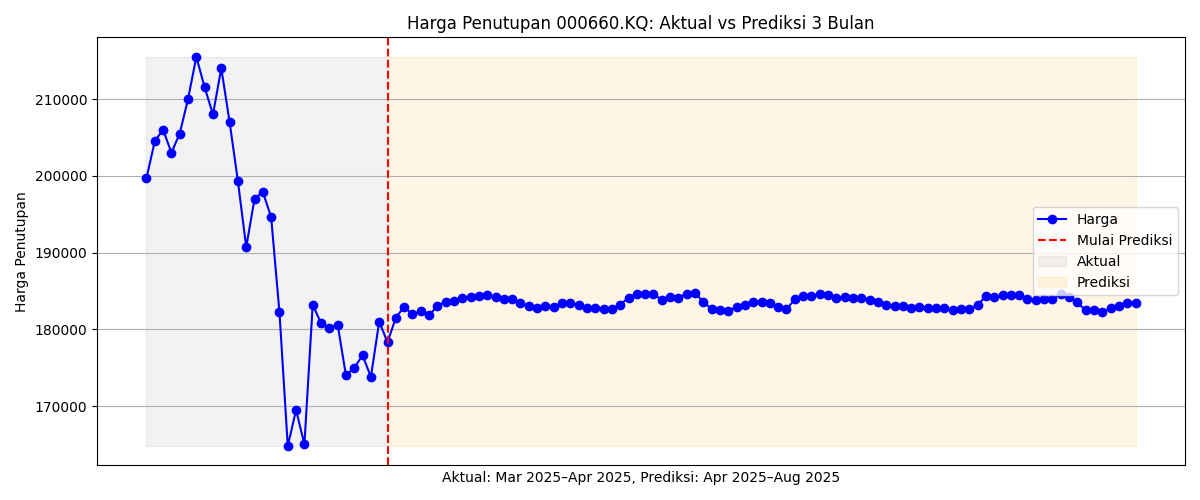 Harga Penutupan 000660.KQ: Aktual vs Prediksi 3 Bulan
Harga Penutupan
210000
200000
190000
180000
170000
Harga
Mulai Prediksi
Aktual
Prediksi
Aktual: Mar 2025–Apr 2025, Prediksi: Apr 2025–Aug 2025